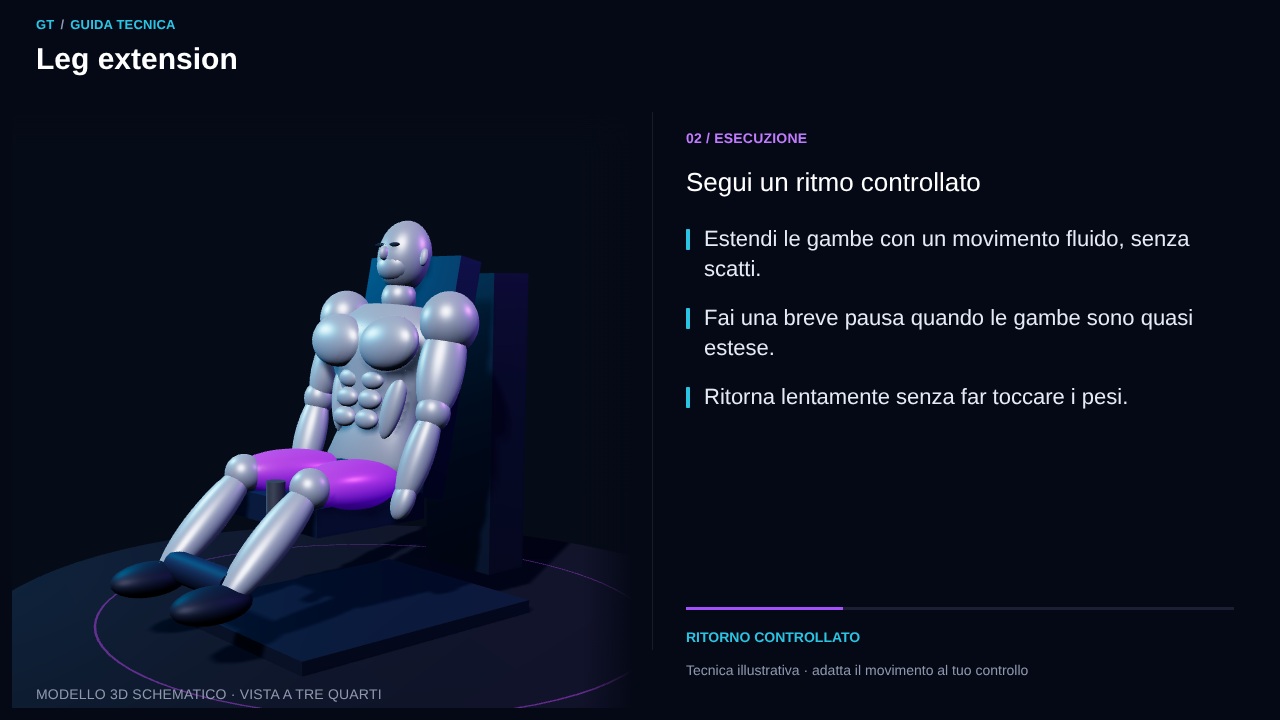 GT / GUIDA TECNICA
Leg extension
02 / ESECUZIONE
Segui un ritmo controllato
Estendi le gambe con un movimento fluido, senza
scatti.
Fai una breve pausa quando le gambe sono quasi
estese.
Ritorna lentamente senza far toccare i pesi.
RITORNO CONTROLLATO
Tecnica illustrativa · adatta il movimento al tuo controllo
MODELLO 3D SCHEMATICO · VISTA A TRE QUARTI